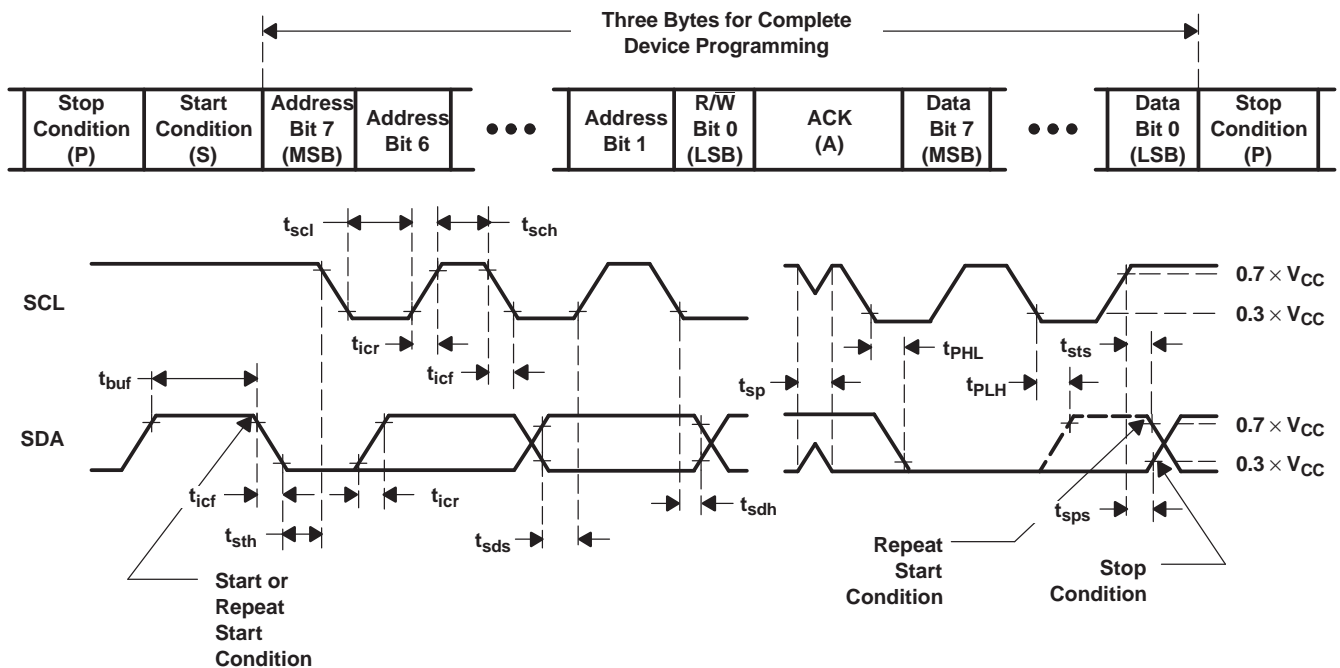 Three Bytes for Complete
Device Programming
Stop
Condition
(P)
Start
Condition
(S)
Address
Bit 7
(MSB)
Address
Bit 6
•••
Address
Bit 1
R/W̅
Bit 0
(LSB)
ACK
(A)
Data
Bit 7
(MSB)
•••
Data
Bit 0
(LSB)
Stop
Condition
(P)
tscl
tsch
SCL
0.7 × VCC
0.3 × VCC
ticr
tPHL
tsts
tbuf
ticf
tsp
tPLH
SDA
0.7 × VCC
0.3 × VCC
ticf
ticr
tsdh
tsps
tsth
tsds
Start or
Repeat
Start
Condition
Repeat
Start
Condition
Stop
Condition